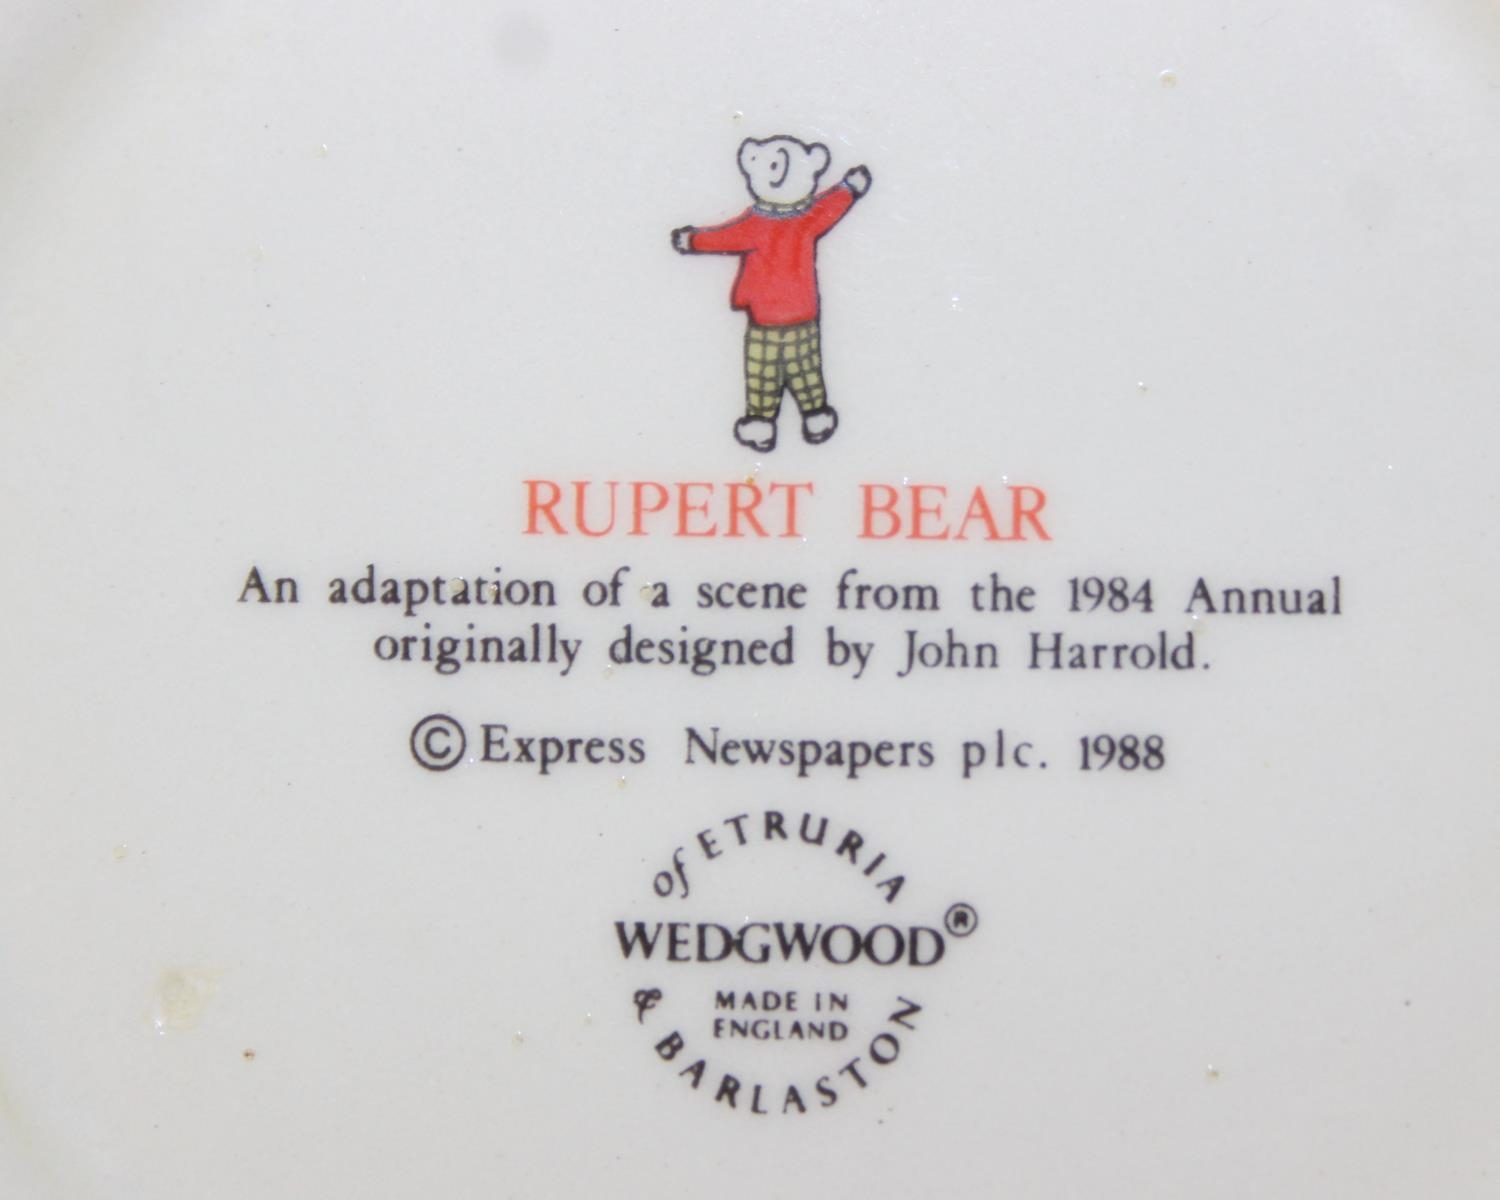 RUPERT BEAR
An adaptation of a scene from the 1984 Annual
originally designed by John Harrold.
© Express Newspapers plc. 1988
of ETRURIA
WEDGWOOD®
MADE IN
ENGLAND
& BARLASTON